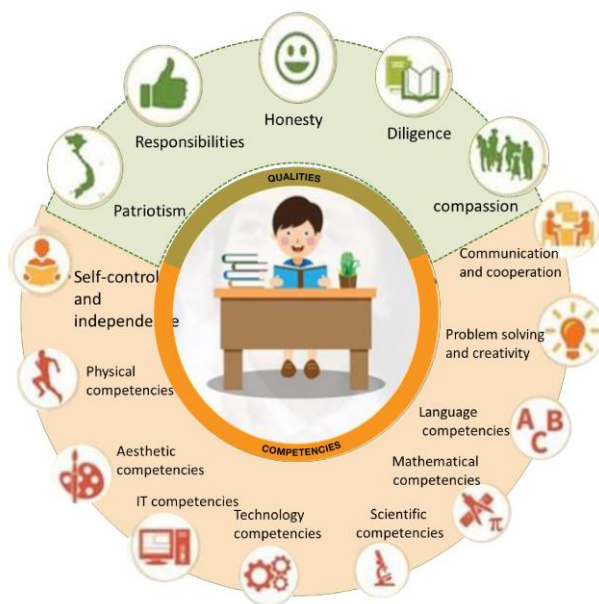 Honesty
Responsibilities
Diligence
Patriotism
compassion
QUALITIES
Self-control
and
independence
Communication
and cooperation
Physical
competencies
Problem solving
and creativity
Aesthetic
competencies
Language
competencies
IT competencies
Mathematical
competencies
Technology
competencies
Scientific
competencies
COMPETENCIES
A B
C
π